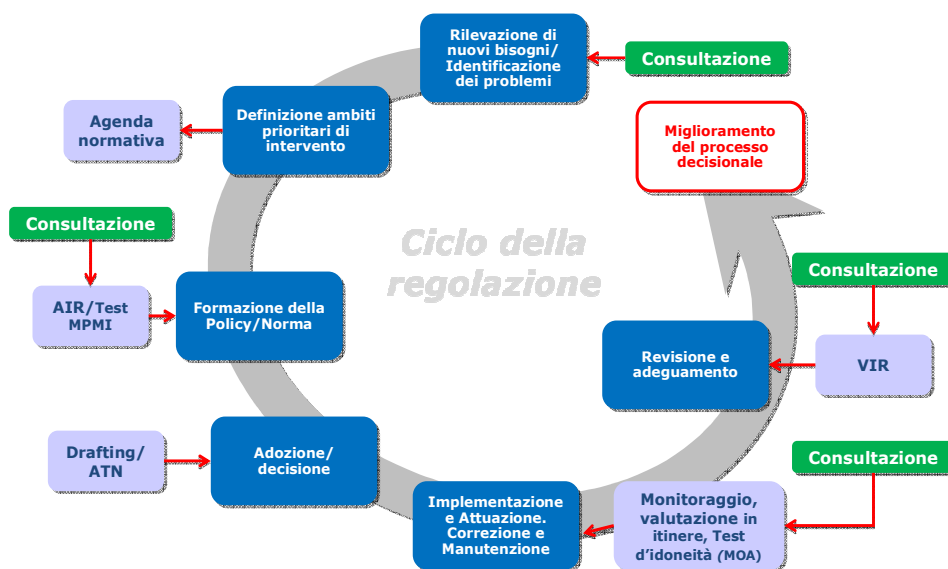 Rilevazione di
nuovi bisogni/
Identificazione
dei problemi
Consultazione
Agenda
normativa
Definizione ambiti
prioritari di
intervento
Miglioramento
del processo
decisionale
Consultazione
Ciclo della
regolazione
Consultazione
AIR/Test
MPMI
Formazione della
Policy/Norma
Revisione e
adeguamento
VIR
Drafting/
ATN
Adozione/
decisione
Consultazione
Implementazione
e Attuazione.
Correzione e
Manutenzione
Monitoraggio,
valutazione in
itinere, Test
d'idoneità (MOA)